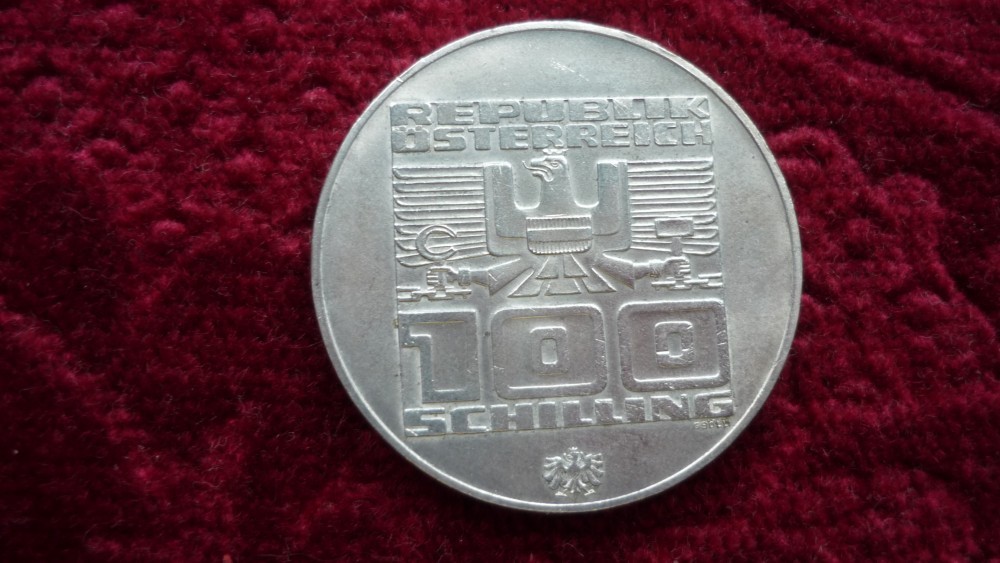 REPUBLIK
ÖSTERREICH
100
SCHILLING